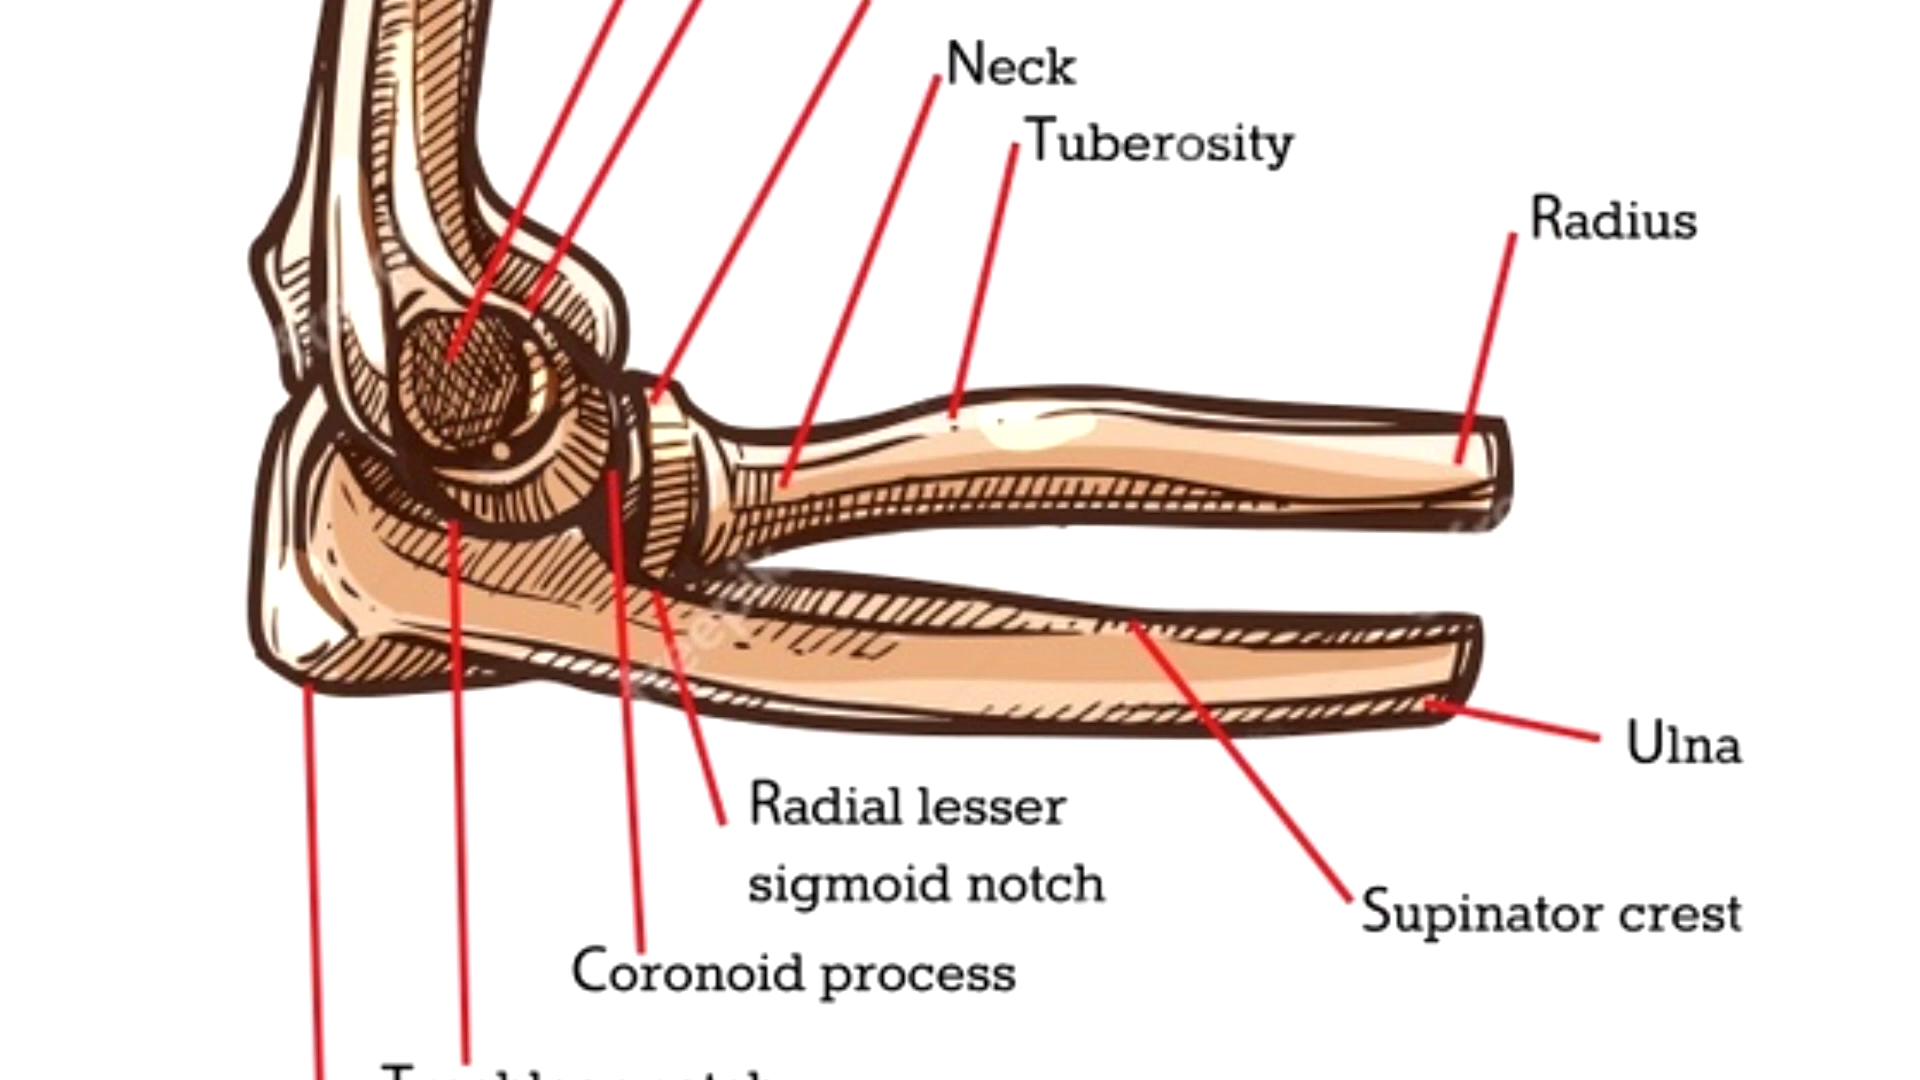 Neck
Tuberosity
Radius
Ulna
Radial lesser
sigmoid notch
Supinator crest
Coronoid process